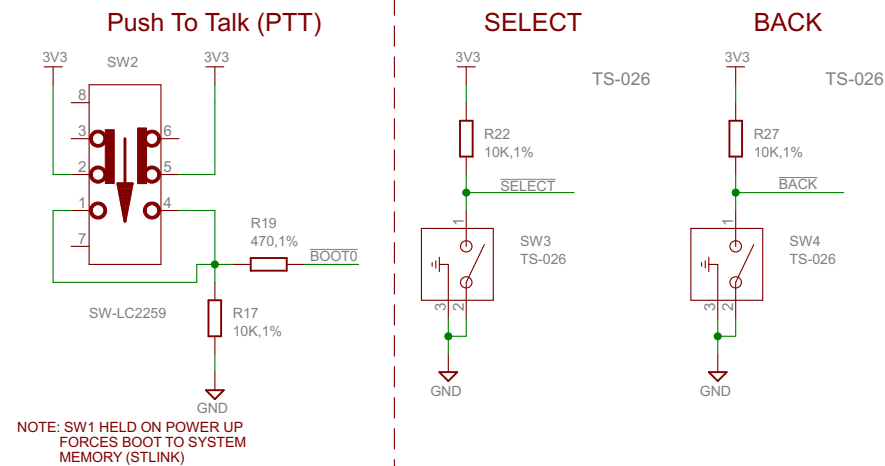 Push To Talk (PTT)
3V3
SW2
3V3
8
3
6
2
5
1
4
7
R19
470,1%
BOOT0
SW-LC2259
R17
10K,1%
GND
NOTE: SW1 HELD ON POWER UP
FORCES BOOT TO SYSTEM
MEMORY (STLINK)
SELECT
3V3
TS-026
R22
10K,1%
SELECT
1
SW3
TS-026
3
2
GND
BACK
3V3
TS-026
R27
10K,1%
BACK
1
SW4
TS-026
3
2
GND